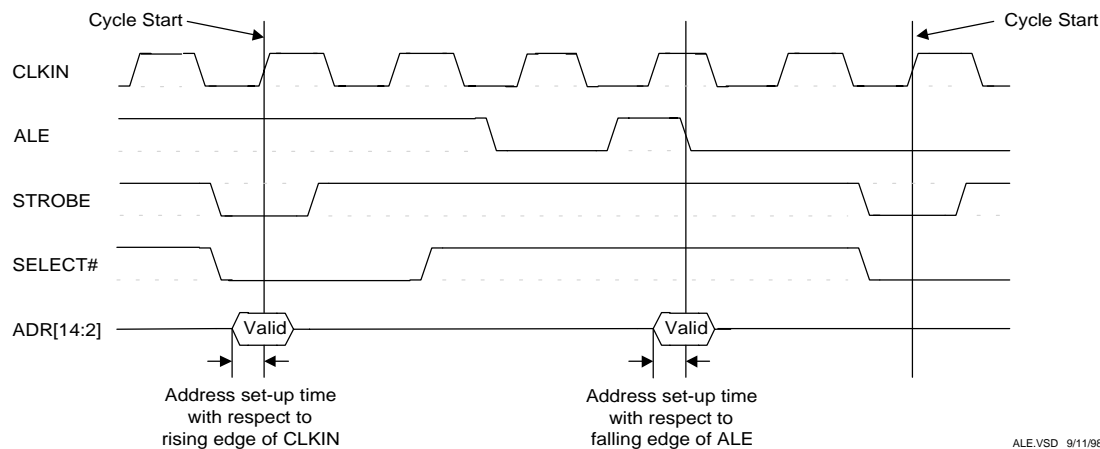 Cycle Start
Cycle Start
CLKIN
ALE
STROBE
SELECT#
ADR[14:2]
Valid
Valid
Address set-up time
with respect to
rising edge of CLKIN
Address set-up time
with respect to
falling edge of ALE
ALE.VSD 9/11/98